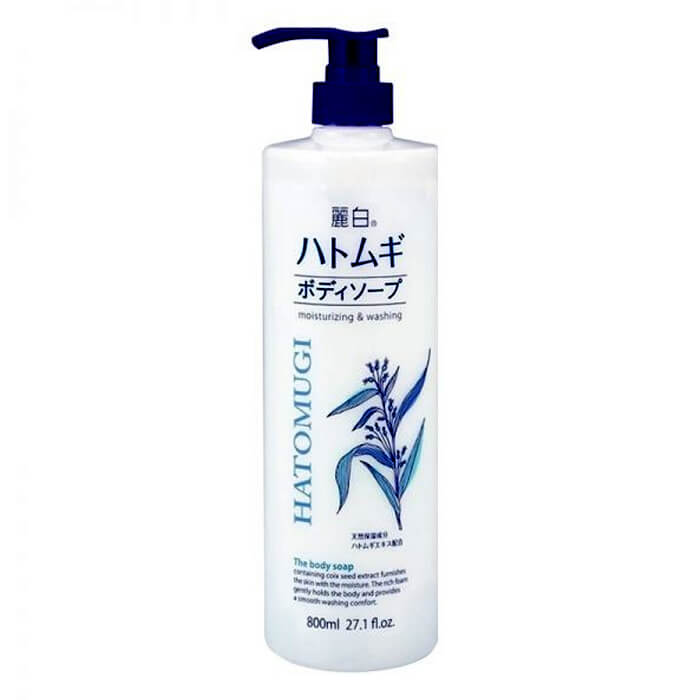 麗白®
ハトムギ
ボディソープ
moisturizing & washing
HATOMUGI
天然保湿成分
ハトムギエキス配合
The body soap
containing coix seed extract furnishes
the skin with the moisture. The rich foam
gently holds the body and provides
a smooth washing comfort.
800ml 27.1 fl.oz.